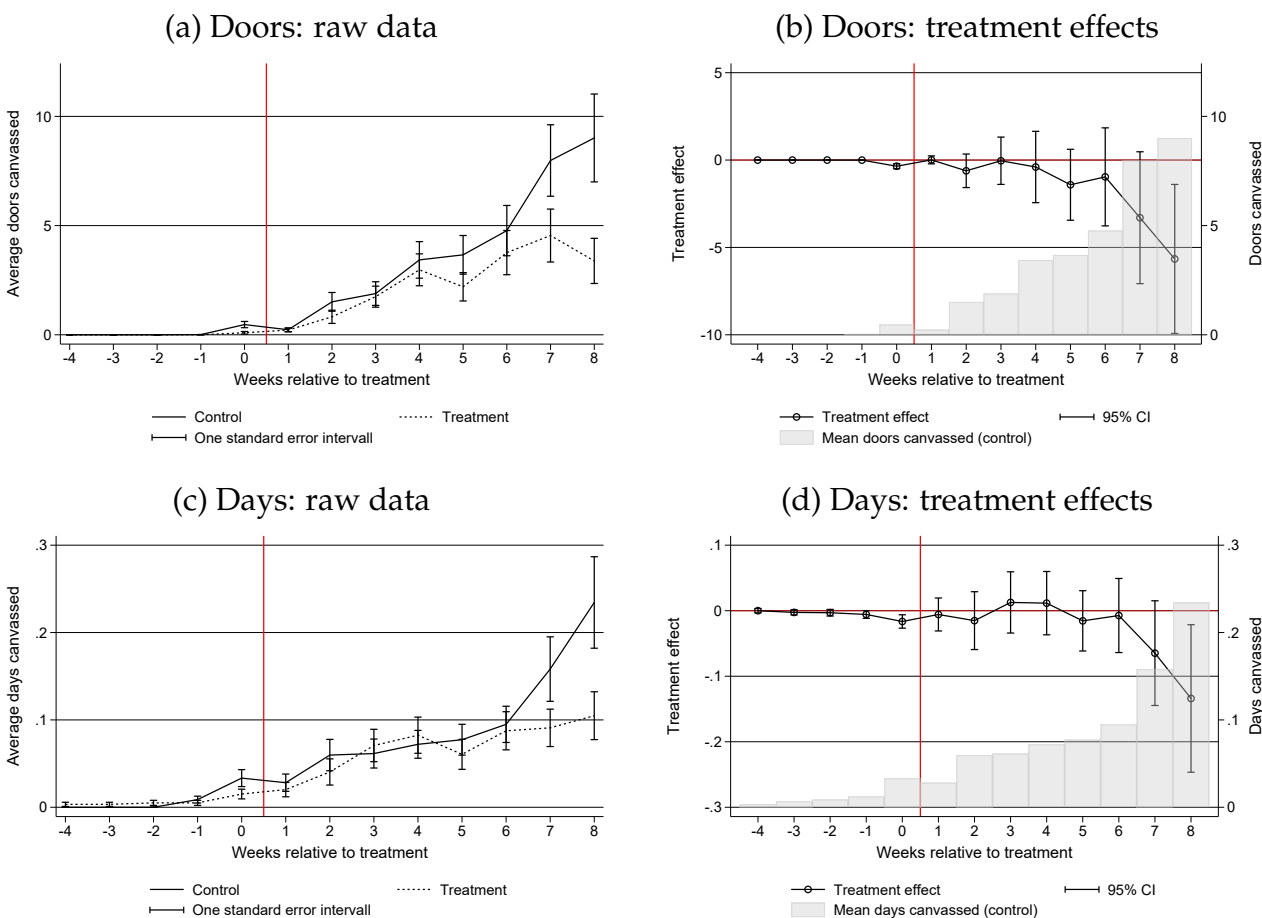 (a) Doors: raw data
Average doors canvassed
10
5
0
-4 -3 -2 -1 0 1 2 3 4 5 6 7 8
Weeks relative to treatment
Control
Treatment
One standard error intervall
(b) Doors: treatment effects
Treatment effect
5
0
-5
-10
10
5
0
Doors canvassed
-4 -3 -2 -1 0 1 2 3 4 5 6 7 8
Weeks relative to treatment
Treatment effect
95% CI
Mean doors canvassed (control)
(c) Days: raw data
Average days canvassed
.3
.2
.1
0
-4 -3 -2 -1 0 1 2 3 4 5 6 7 8
Weeks relative to treatment
Control
Treatment
One standard error intervall
(d) Days: treatment effects
Treatment effect
.1
0
-.1
-.2
-.3
.3
.2
.1
0
Days canvassed
-4 -3 -2 -1 0 1 2 3 4 5 6 7 8
Weeks relative to treatment
Treatment effect
95% CI
Mean days canvassed (control)